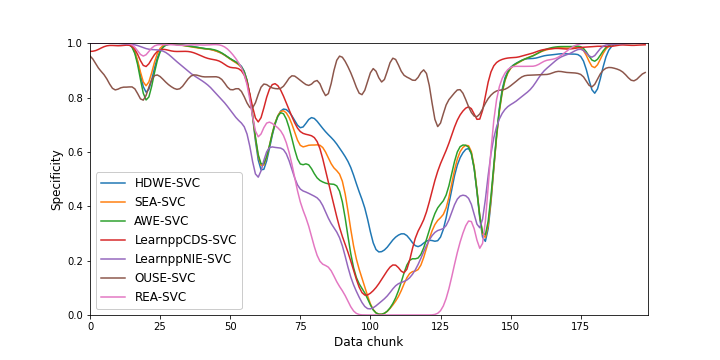 1.0
0.8
0.6
0.4
0.2
0.0
Specificity
HDWE-SVC
SEA-SVC
AWE-SVC
LearnppCDS-SVC
LearnppNIE-SVC
OUSE-SVC
REA-SVC
0 25 50 75 100 125 150 175
Data chunk